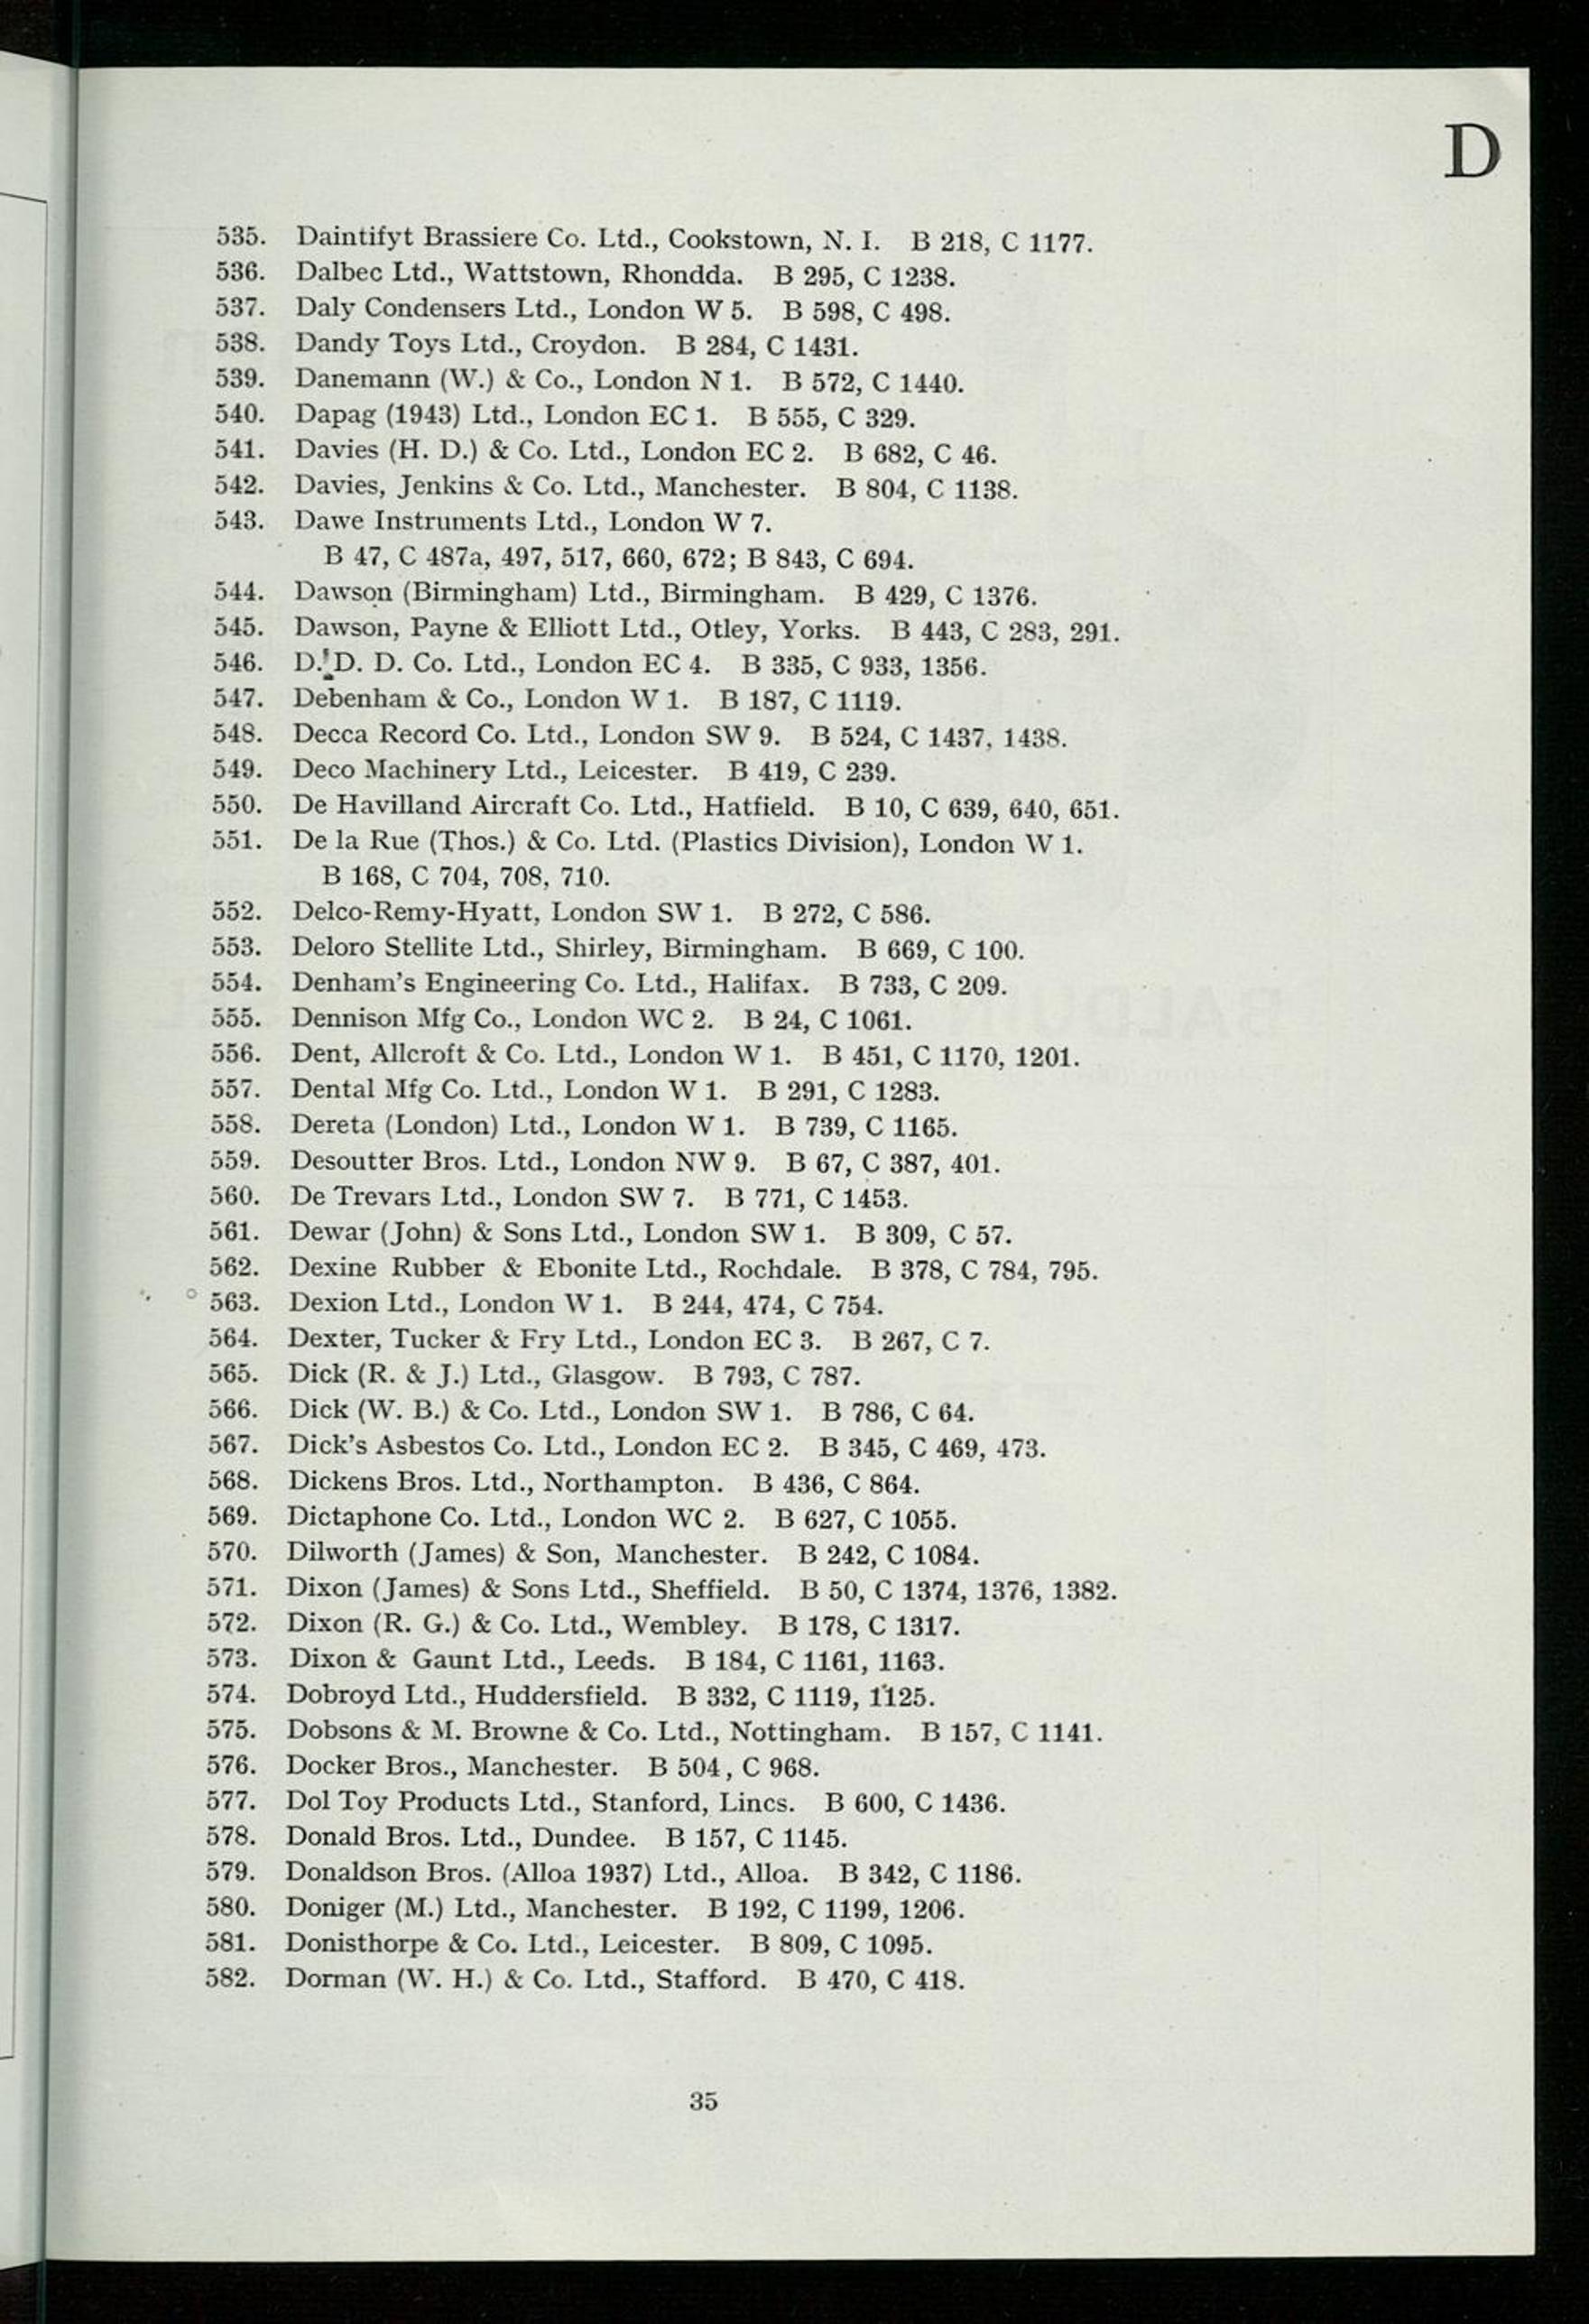 D
535. Daintifyt Brassiere Co. Ltd., Cookstown, N. I. B 218, C 1177.
536. Dalbec Ltd., Wattstown, Rhondda. B 295, C 1238.
537. Daly Condensers Ltd., London W 5. B 598, C 498.
538. Dandy Toys Ltd., Croydon. B 284, C 1431.
539. Danemann (W.) & Co., London N 1. B 572, C 1440.
540. Dapag (1943) Ltd., London EC 1. B 555, C 329.
541. Davies (H. D.) & Co. Ltd., London EC 2. B 682, C 46.
542. Davies, Jenkins & Co. Ltd., Manchester. B 804, C 1138.
543. Dawe Instruments Ltd., London W 7.
B 47, C 487a, 497, 517, 660, 672; B 843, C 694.
544. Dawson (Birmingham) Ltd., Birmingham. B 429, C 1376.
545. Dawson, Payne & Elliott Ltd., Otley, Yorks. B 443, C 283, 291.
546. D. D. D. Co. Ltd., London EC 4. B 335, C 933, 1356.
547. Debenham & Co., London W 1. B 187, C 1119.
548. Decca Record Co. Ltd., London SW 9. B 524, C 1437, 1438.
549. Deco Machinery Ltd., Leicester. B 419, C 239.
550. De Havilland Aircraft Co. Ltd., Hatfield. B 10, C 639, 640, 651.
551. De la Rue (Thos.) & Co. Ltd. (Plastics Division), London W 1.
B 168, C 704, 708, 710.
552. Delco-Remy-Hyatt, London SW 1. B 272, C 586.
553. Deloro Stellite Ltd., Shirley, Birmingham. B 669, C 100.
554. Denham's Engineering Co. Ltd., Halifax. B 733, C 209.
555. Dennison Mfg Co., London WC 2. B 24, C 1061.
556. Dent, Allcroft & Co. Ltd., London W 1. B 451, C 1170, 1201.
557. Dental Mfg Co. Ltd., London W 1. B 291, C 1283.
558. Dereta (London) Ltd., London W 1. B 739, C 1165.
559. Desoutter Bros. Ltd., London NW 9. B 67, C 387, 401.
560. De Trevars Ltd., London SW 7. B 771, C 1453.
561. Dewar (John) & Sons Ltd., London SW 1. B 309, C 57.
562. Dexine Rubber & Ebonite Ltd., Rochdale. B 378, C 784, 795.
563. Dexion Ltd., London W 1. B 244, 474, C 754.
564. Dexter, Tucker & Fry Ltd., London EC 3. B 267, C 7.
565. Dick (R. & J.) Ltd., Glasgow. B 793, C 787.
566. Dick (W. B.) & Co. Ltd., London SW 1. B 786, C 64.
567. Dick's Asbestos Co. Ltd., London EC 2. B 345, C 469, 473.
568. Dickens Bros. Ltd., Northampton. B 436, C 864.
569. Dictaphone Co. Ltd., London WC 2. B 627, C 1055.
570. Dilworth (James) & Son, Manchester. B 242, C 1084.
571. Dixon (James) & Sons Ltd., Sheffield. B 50, C 1374, 1376, 1382.
572. Dixon (R. G.) & Co. Ltd., Wembley. B 178, C 1317.
573. Dixon & Gaunt Ltd., Leeds. B 184, C 1161, 1163.
574. Dobroyd Ltd., Huddersfield. B 332, C 1119, 1125.
575. Dobsons & M. Browne & Co. Ltd., Nottingham. B 157, C 1141.
576. Docker Bros., Manchester. B 504, C 968.
577. Dol Toy Products Ltd., Stanford, Lincs. B 600, C 1436.
578. Donald Bros. Ltd., Dundee. B 157, C 1145.
579. Donaldson Bros. (Alloa 1937) Ltd., Alloa. B 342, C 1186.
580. Doniger (M.) Ltd., Manchester. B 192, C 1199, 1206.
581. Donisthorpe & Co. Ltd., Leicester. B 809, C 1095.
582. Dorman (W. H.) & Co. Ltd., Stafford. B 470, C 418.
35